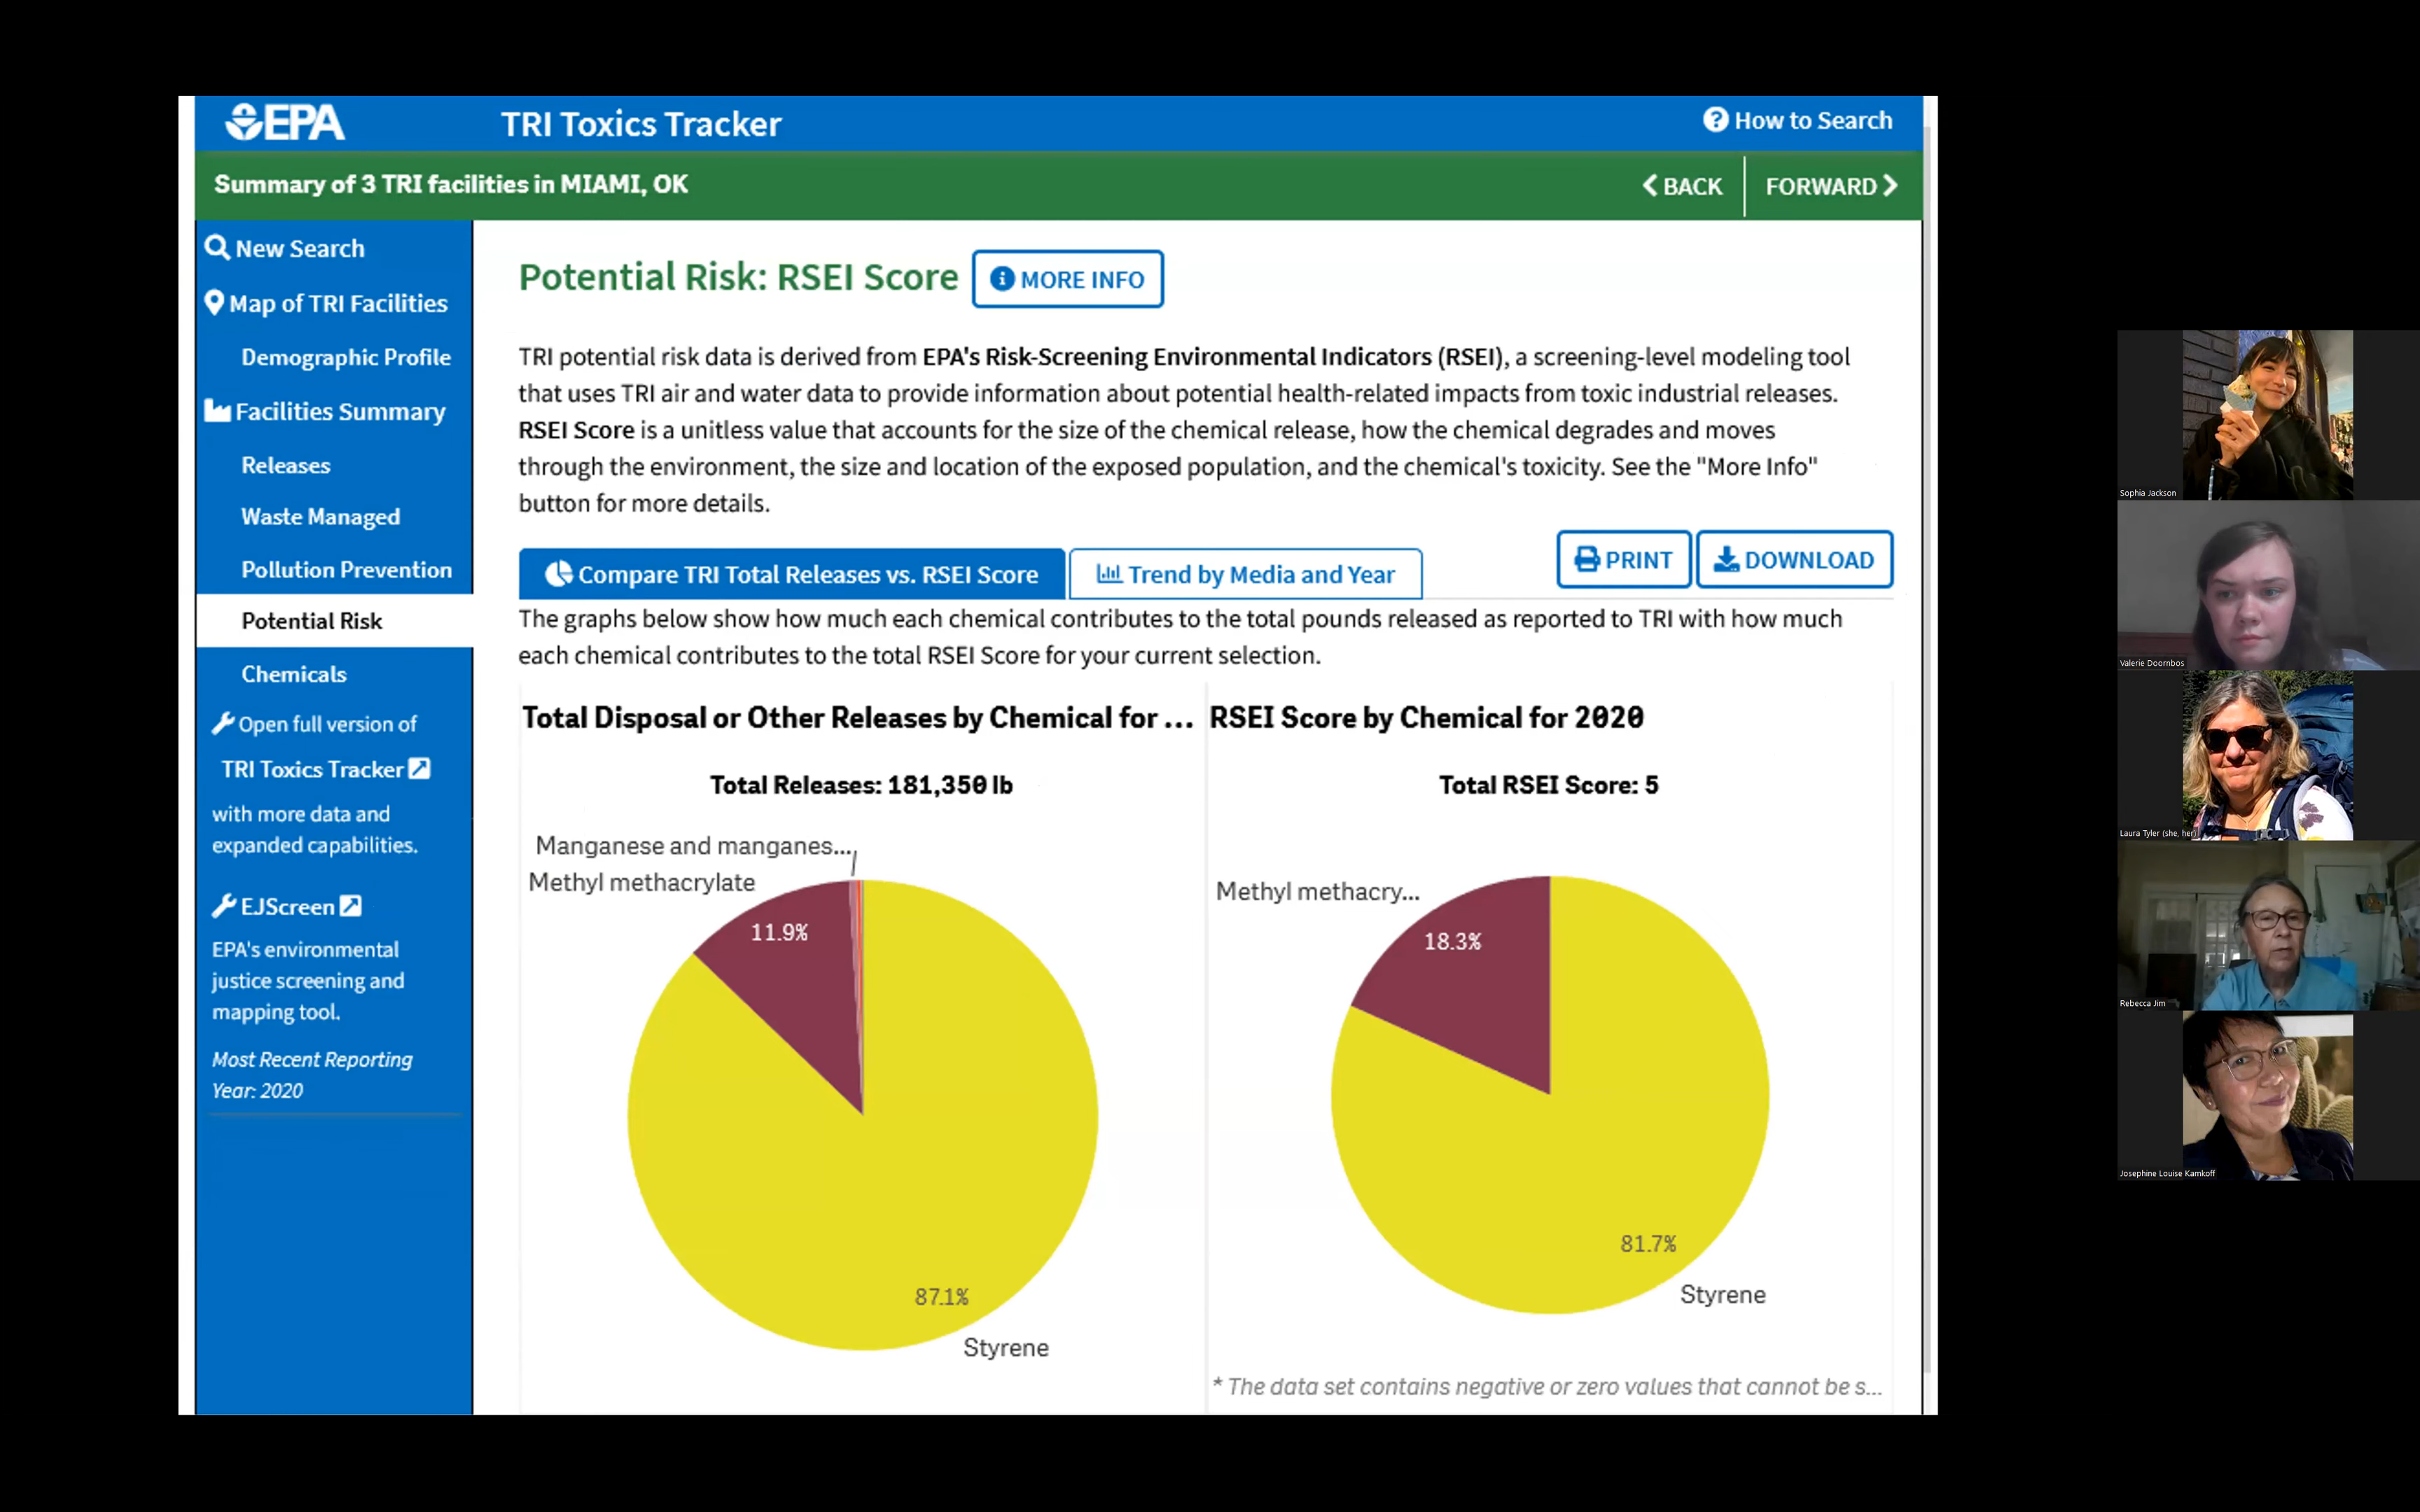 EPA
TRI Toxics Tracker
? How to Search
Summary of 3 TRI facilities in MIAMI, OK
BACK
FORWARD
New Search
Map of TRI Facilities
Demographic Profile
Facilities Summary
Releases
Waste Managed
Pollution Prevention
Potential Risk
Chemicals
Open full version of
TRI Toxics Tracker
with more data and
expanded capabilities.
EJScreen
EPA's environmental
justice screening and
mapping tool.
Most Recent Reporting
Year: 2020
Potential Risk: RSEI Score
i MORE INFO
TRI potential risk data is derived from EPA's Risk-Screening Environmental Indicators (RSEI), a screening-level modeling tool
that uses TRI air and water data to provide information about potential health-related impacts from toxic industrial releases.
RSEI Score is a unitless value that accounts for the size of the chemical release, how the chemical degrades and moves
through the environment, the size and location of the exposed population, and the chemical's toxicity. See the "More Info"
button for more details.
PRINT
DOWNLOAD
Compare TRI Total Releases vs. RSEI Score
Trend by Media and Year
The graphs below show how much each chemical contributes to the total pounds released as reported to TRI with how much
each chemical contributes to the total RSEI Score for your current selection.
Total Disposal or Other Releases by Chemical for ...
Total Releases: 181,350 lb
Manganese and manganes...
Methyl methacrylate
11.9%
87.1%
Styrene
RSEI Score by Chemical for 2020
Total RSEI Score: 5
Methyl methacry...
18.3%
81.7%
Styrene
* The data set contains negative or zero values that cannot be s...
Sophia Jackson
Valerie Doornbos
Laura Tyler (she, her)
Rebecca Jim
Josephine Louise Kamkoff